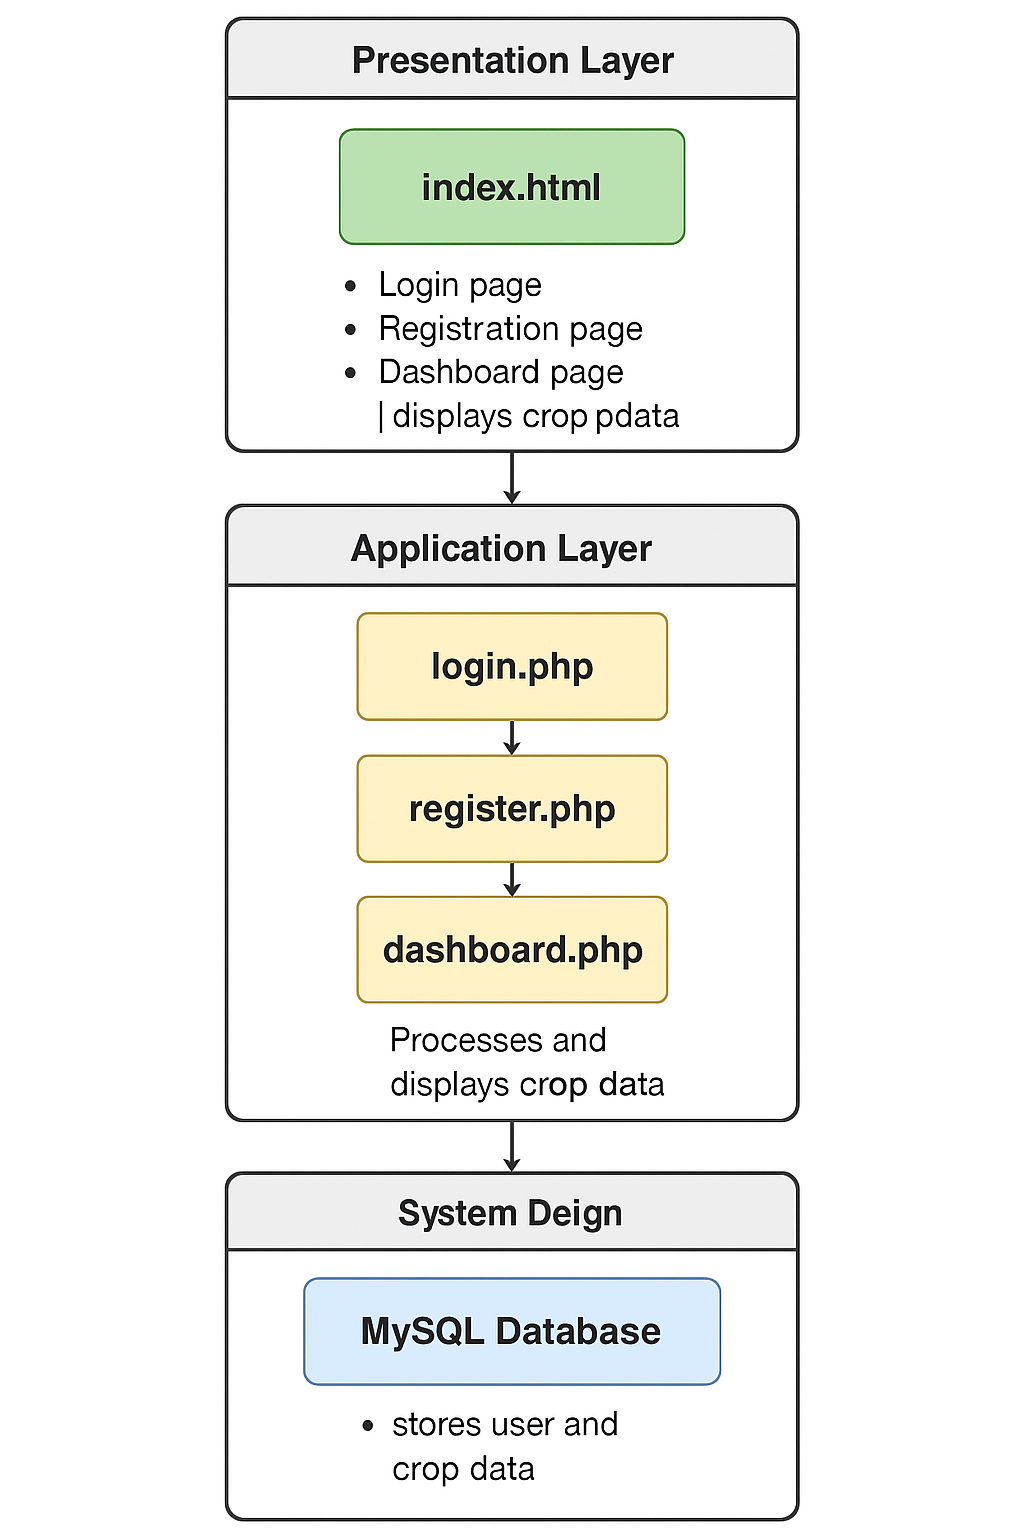 Presentation Layer
index.html
• Login page
• Registration page
• Dashboard page
| displays crop pdata
Application Layer
login.php
register.php
dashboard.php
Processes and
displays crop data
System Deign
MySQL Database
• stores user and
crop data